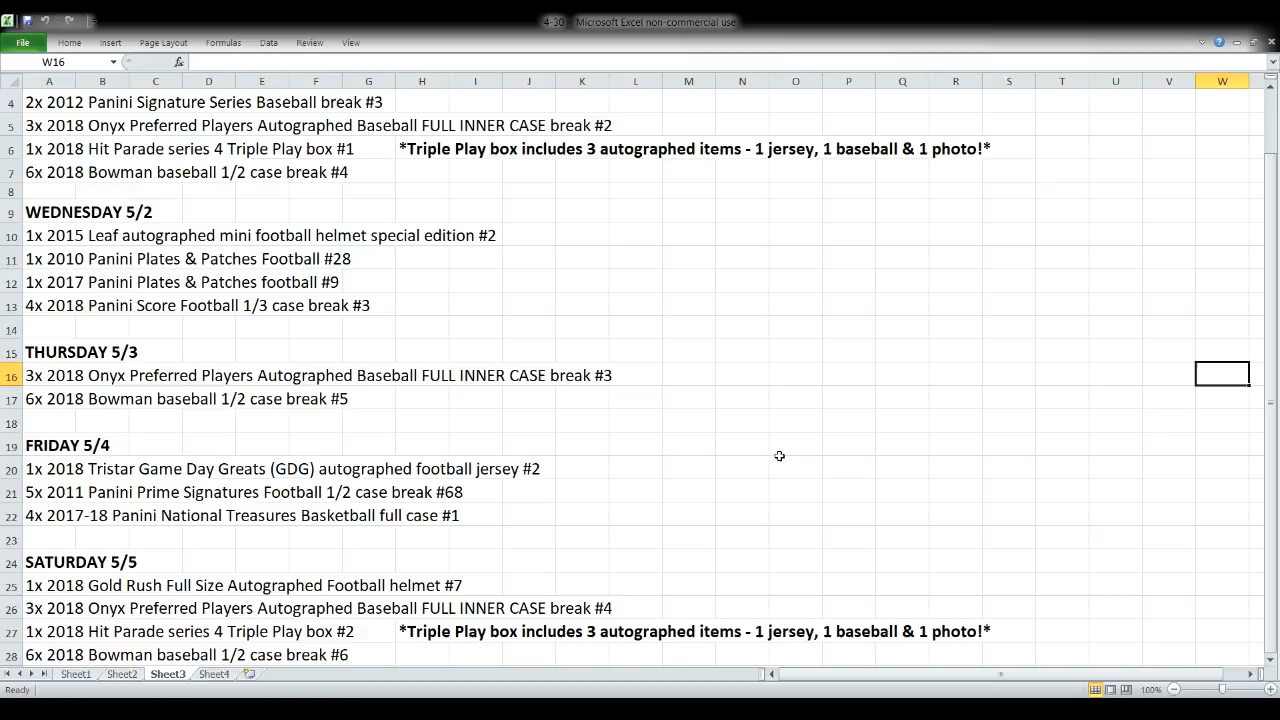 4-30 - Microsoft Excel non-commercial use
File Home Insert Page Layout Formulas Data Review View
W16 fx
A B C D E F G H I J K L M N O P Q R S T U V W
4 2x 2012 Panini Signature Series Baseball break #3
5 3x 2018 Onyx Preferred Players Autographed Baseball FULL INNER CASE break #2
6 1x 2018 Hit Parade series 4 Triple Play box #1 *Triple Play box includes 3 autographed items - 1 jersey, 1 baseball & 1 photo!*
7 6x 2018 Bowman baseball 1/2 case break #4
8
9 WEDNESDAY 5/2
10 1x 2015 Leaf autographed mini football helmet special edition #2
11 1x 2010 Panini Plates & Patches Football #28
12 1x 2017 Panini Plates & Patches football #9
13 4x 2018 Panini Score Football 1/3 case break #3
14
15 THURSDAY 5/3
16 3x 2018 Onyx Preferred Players Autographed Baseball FULL INNER CASE break #3
17 6x 2018 Bowman baseball 1/2 case break #5
18
19 FRIDAY 5/4
20 1x 2018 Tristar Game Day Greats (GDG) autographed football jersey #2
21 5x 2011 Panini Prime Signatures Football 1/2 case break #68
22 4x 2017-18 Panini National Treasures Basketball full case #1
23
24 SATURDAY 5/5
25 1x 2018 Gold Rush Full Size Autographed Football helmet #7
26 3x 2018 Onyx Preferred Players Autographed Baseball FULL INNER CASE break #4
27 1x 2018 Hit Parade series 4 Triple Play box #2 *Triple Play box includes 3 autographed items - 1 jersey, 1 baseball & 1 photo!*
28 6x 2018 Bowman baseball 1/2 case break #6
Sheet1 Sheet2 Sheet3 Sheet4
Ready 100%